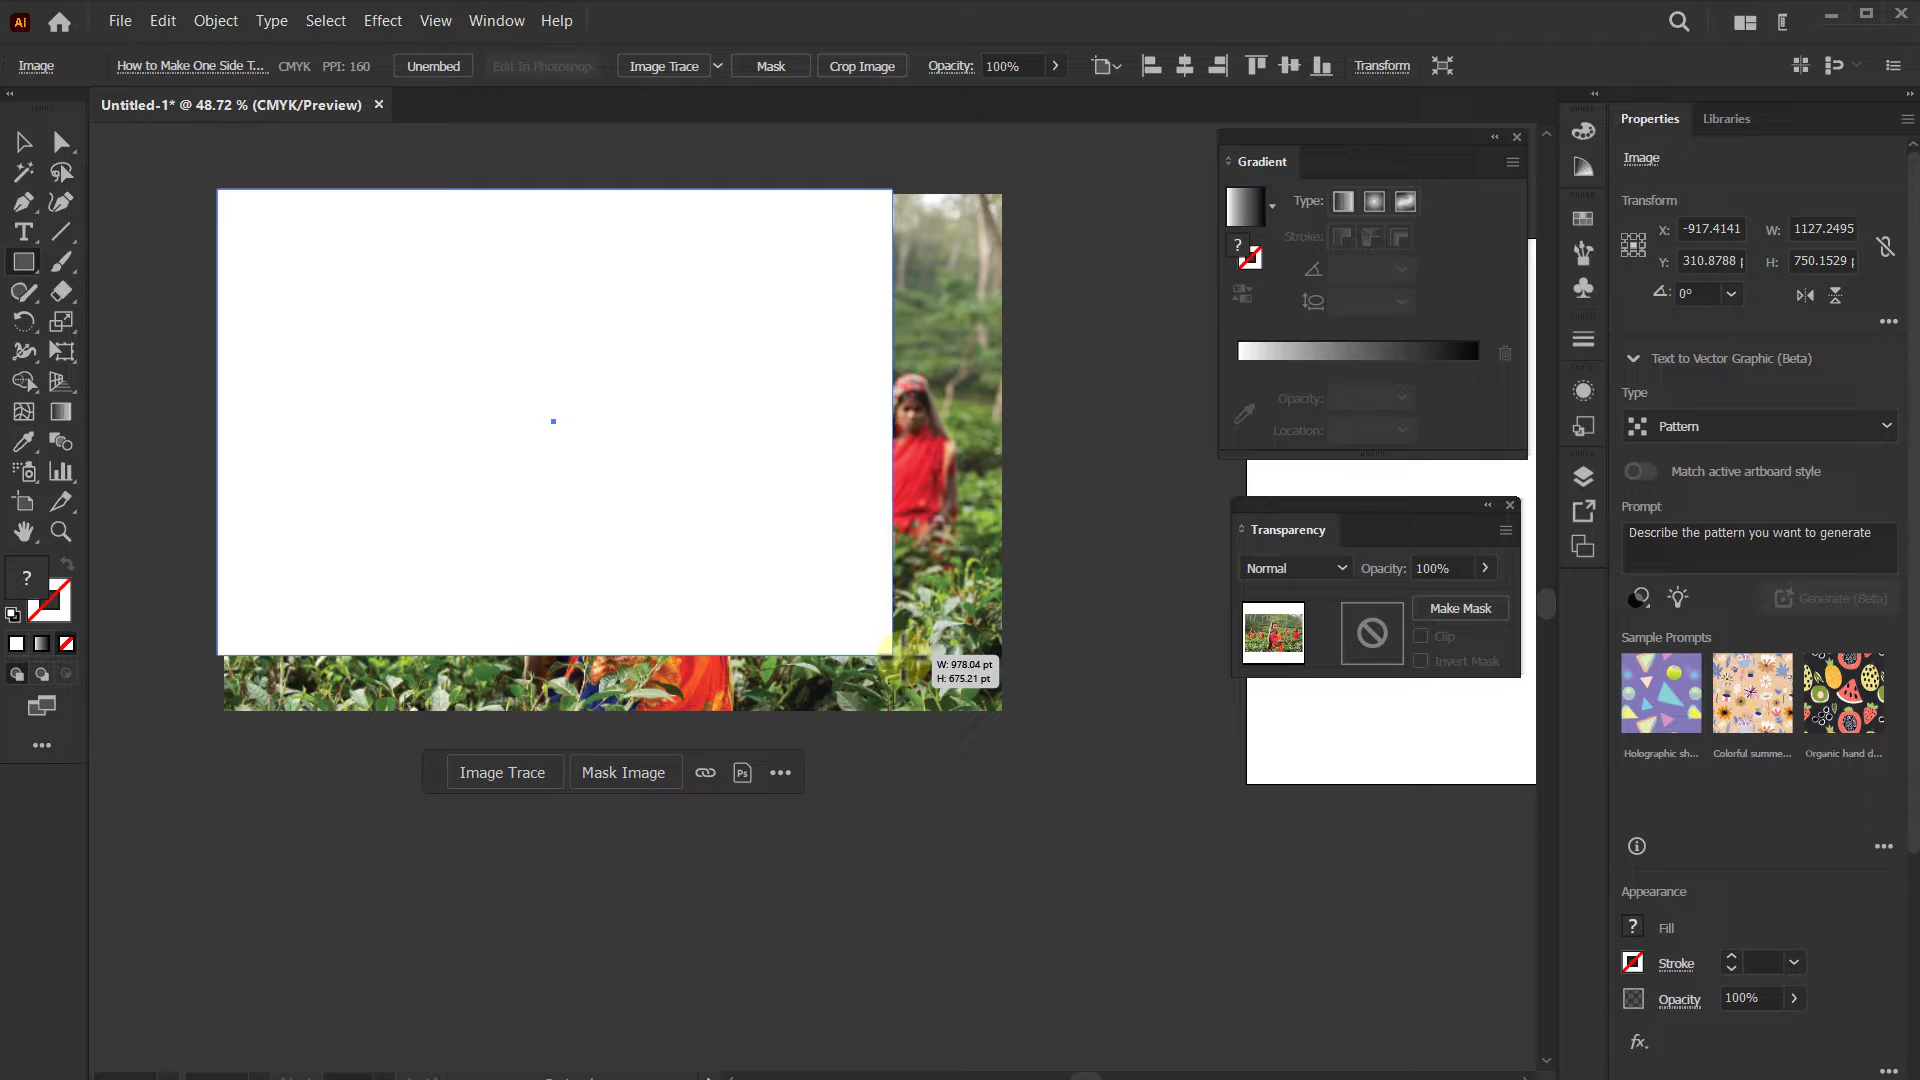 Ai File Edit Object Type Select Effect View Window Help
Image How to Make One Side T... CMYK PPI: 160 Unembed Edit In Photoshop Image Trace Mask Crop Image Opacity: 100% Transform
Untitled-1* @ 48.72 % (CMYK/Preview)
W: 978.04 pt
H: 675.21 pt
Image Trace Mask Image Ps
Gradient
Type:
?
Stroke:
Opacity:
Location:
Transparency
Normal Opacity: 100%
Make Mask
Clip
Invert Mask
Properties Libraries
Image
Transform
X: -917.4141 W: 1127.2495
Y: 310.8788 p H: 750.1529 p
0°
Text to Vector Graphic (Beta)
Type
Pattern
Match active artboard style
Prompt
Describe the pattern you want to generate
Generate (Beta)
Sample Prompts
Holographic sh... Colorful summe... Organic hand d...
Appearance
? Fill
Stroke
Opacity 100%
fx.
T
?